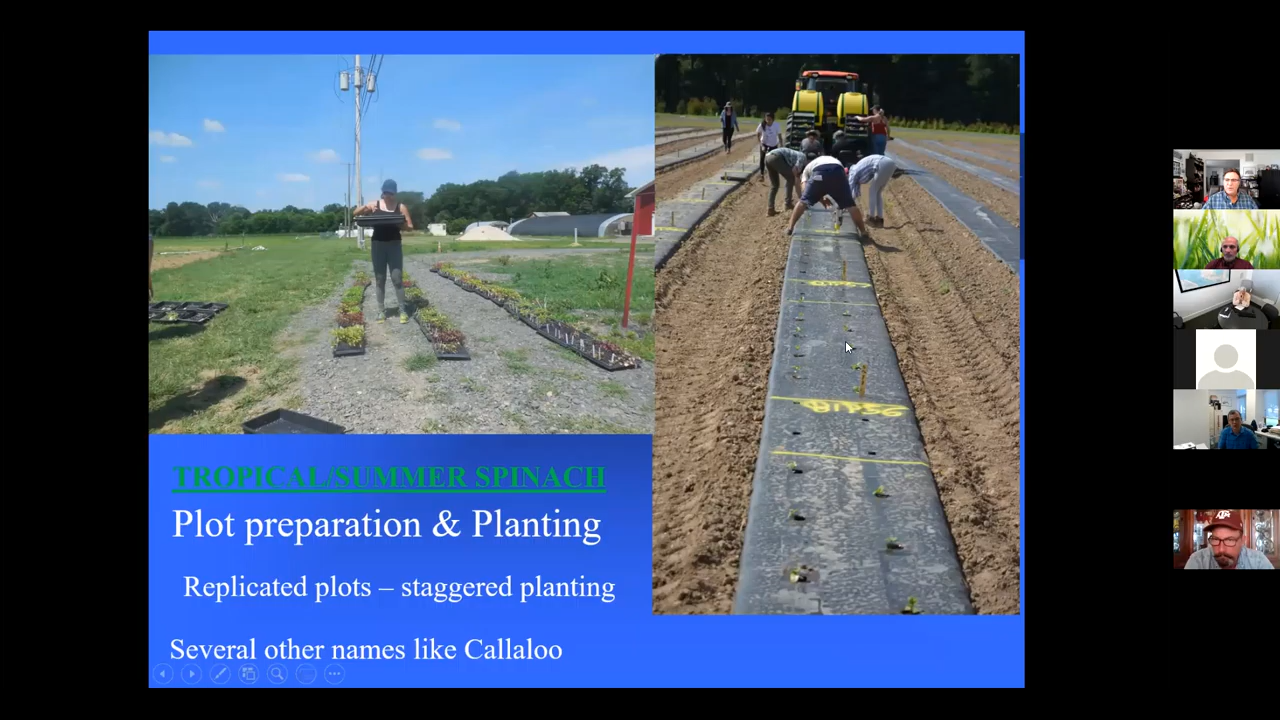 TROPICAL/SUMMER SPINACH
Plot preparation & Planting
Replicated plots – staggered planting
Several other names like Callaloo